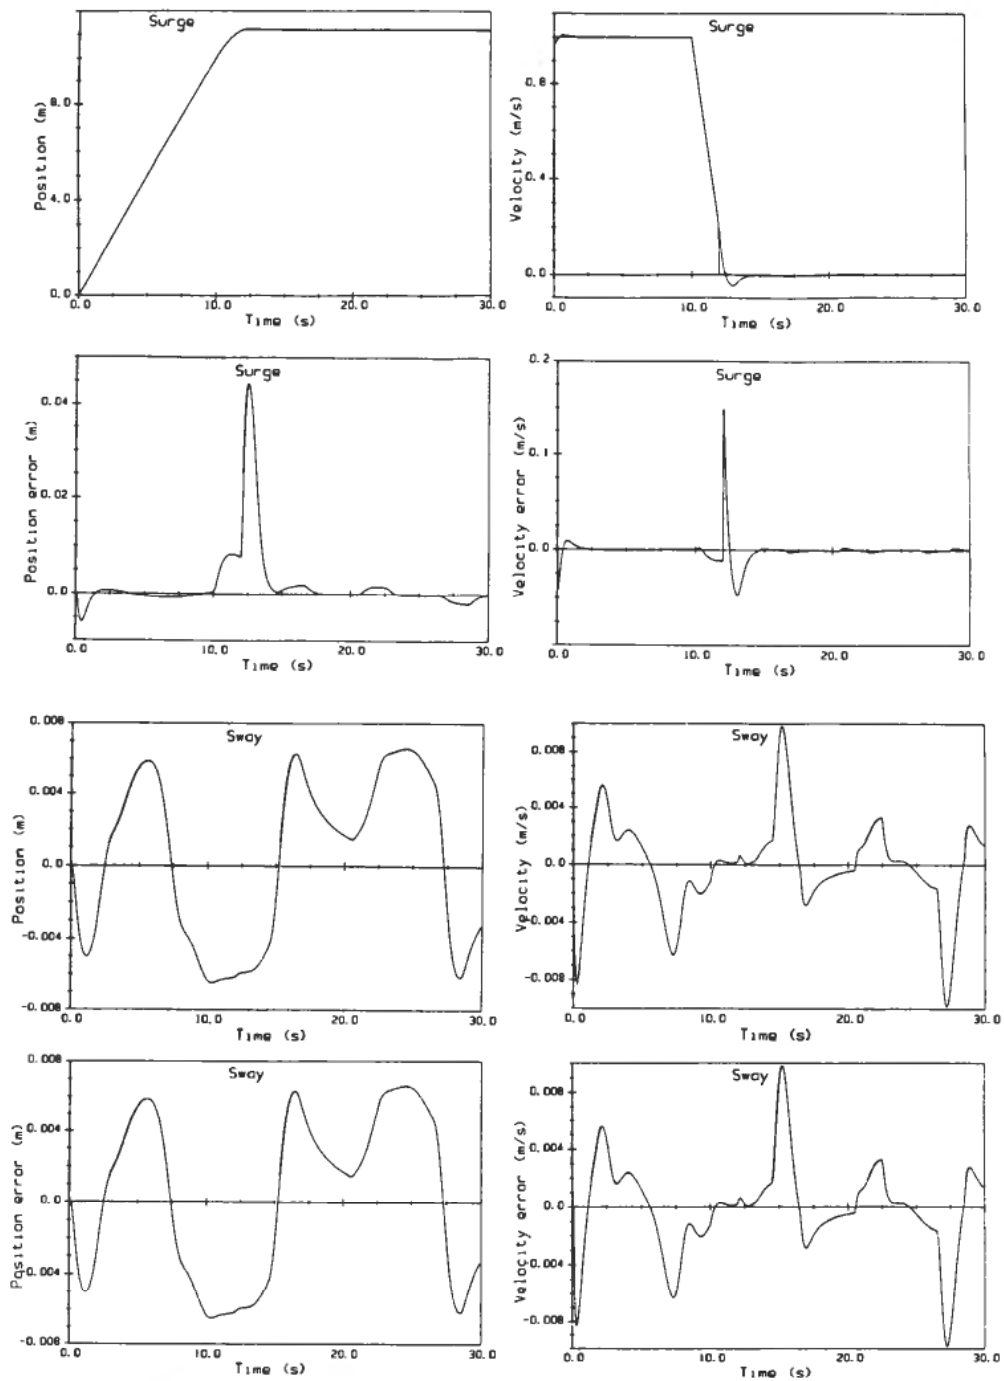 Surge
Position (m)
8.0
4.0
0.0
0.0 10.0 20.0 30.0
Time (s)
Surge
Velocity (m/s)
0.8
0.4
0.0
0.0 10.0 20.0 30.0
Time (s)
Surge
Position error (m)
0.04
0.02
0.0
0.0 10.0 20.0 30.0
Time (s)
Surge
Velocity error (m/s)
0.2
0.1
0.0
0.0 10.0 20.0 30.0
Time (s)
Sway
Position (m)
0.008
0.004
0.0
-0.004
-0.008
0.0 10.0 20.0 30.0
Time (s)
Sway
Velocity (m/s)
0.008
0.004
0.0
-0.004
-0.008
0.0 10.0 20.0 30.0
Time (s)
Sway
Position error (m)
0.008
0.004
0.0
-0.004
-0.008
0.0 10.0 20.0 30.0
Time (s)
Sway
Velocity error (m/s)
0.008
0.004
0.0
-0.004
-0.008
0.0 10.0 20.0 30.0
Time (s)